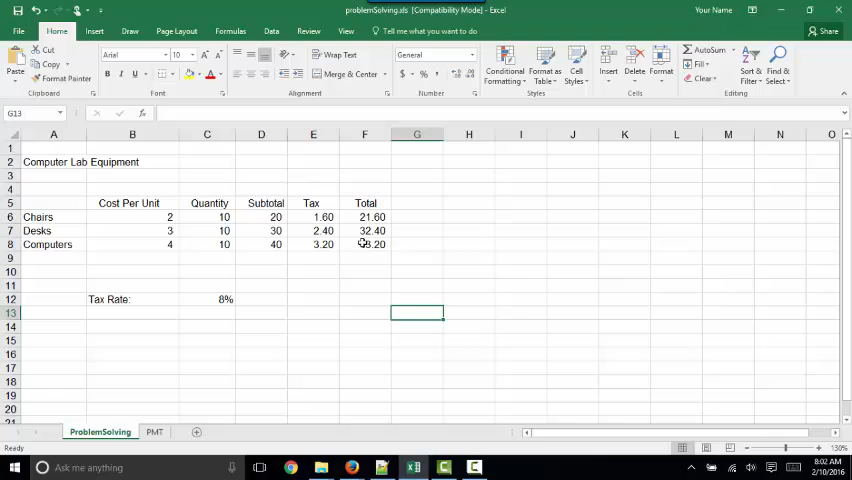 problemSolving.xls [Compatibility Mode] - Excel
Your Name
File Home Insert Page Layout Formulas Data Review View Tell me what you want to do Share
Cut
Copy
Format Painter
Paste
Clipboard
Arial 10
B I U
Font
Wrap Text
Merge & Center
Alignment
General
$ % ,
Number
Conditional Formatting
Format as Table
Cell Styles
Styles
Insert Delete Format
Cells
AutoSum
Fill
Clear
Sort & Filter
Find & Select
Editing
G13
fx
A B C D E F G H I J K L M N O
1
2 Computer Lab Equipment
3
4
5 Cost Per Unit Quantity Subtotal Tax Total
6 Chairs 2 10 20 1.60 21.60
7 Desks 3 10 30 2.40 32.40
8 Computers 4 10 40 3.20 3.20
9
10
11
12 Tax Rate: 8%
13
14
15
16
17
18
19
20
21
ProblemSolving PMT
Ready
130%
Ask me anything
8:02 AM
2/10/2016